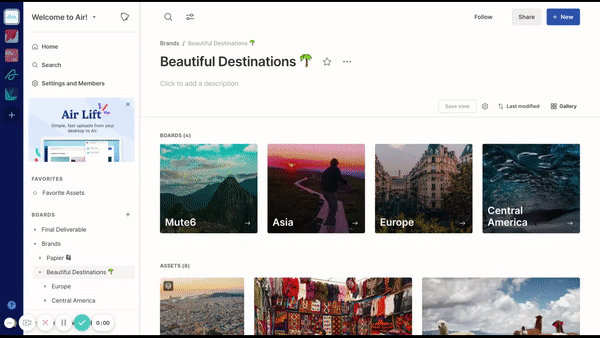 Welcome to Air!
Home
Search
Settings and Members
Air Lift
Simple, fast uploads from your
desktop to Air.
FAVORITES
Favorite Assets
BOARDS
Final Deliverable
Brands
Papier
Beautiful Destinations
Europe
Central America
0:00
Follow
Share
+ New
Brands / Beautiful Destinations
Beautiful Destinations
Click to add a description
Save view
Last modified
Gallery
BOARDS (4)
Mute6
Asia
Europe
Central
America
ASSETS (8)